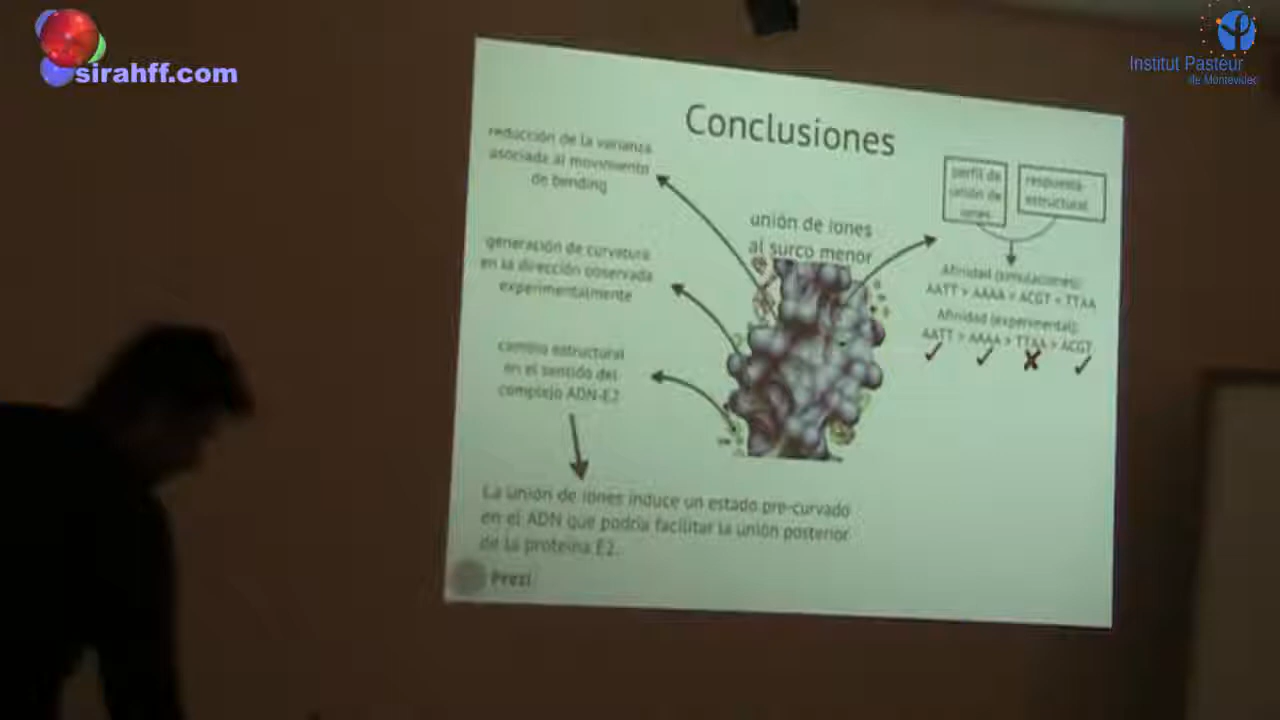 sirahff.com
Institut Pasteur
de Montevideo
Conclusiones
reducción de la varianza
asociada al movimiento
de bending
generación de curvatura
en la dirección observada
experimentalmente
cambio estructural
en el sentido del
complejo ADN-E2
unión de iones
al surco menor
perfil de
unión de
iones
respuesta
estructural
Afinidad (simulaciones):
AATT > AAAA > ACGT > TTAA
Afinidad (experimental):
AATT > AAAA > TTAA > ACGT
La unión de iones induce un estado pre-curvado
en el ADN que podría facilitar la unión posterior
de la proteína E2.
Prezi